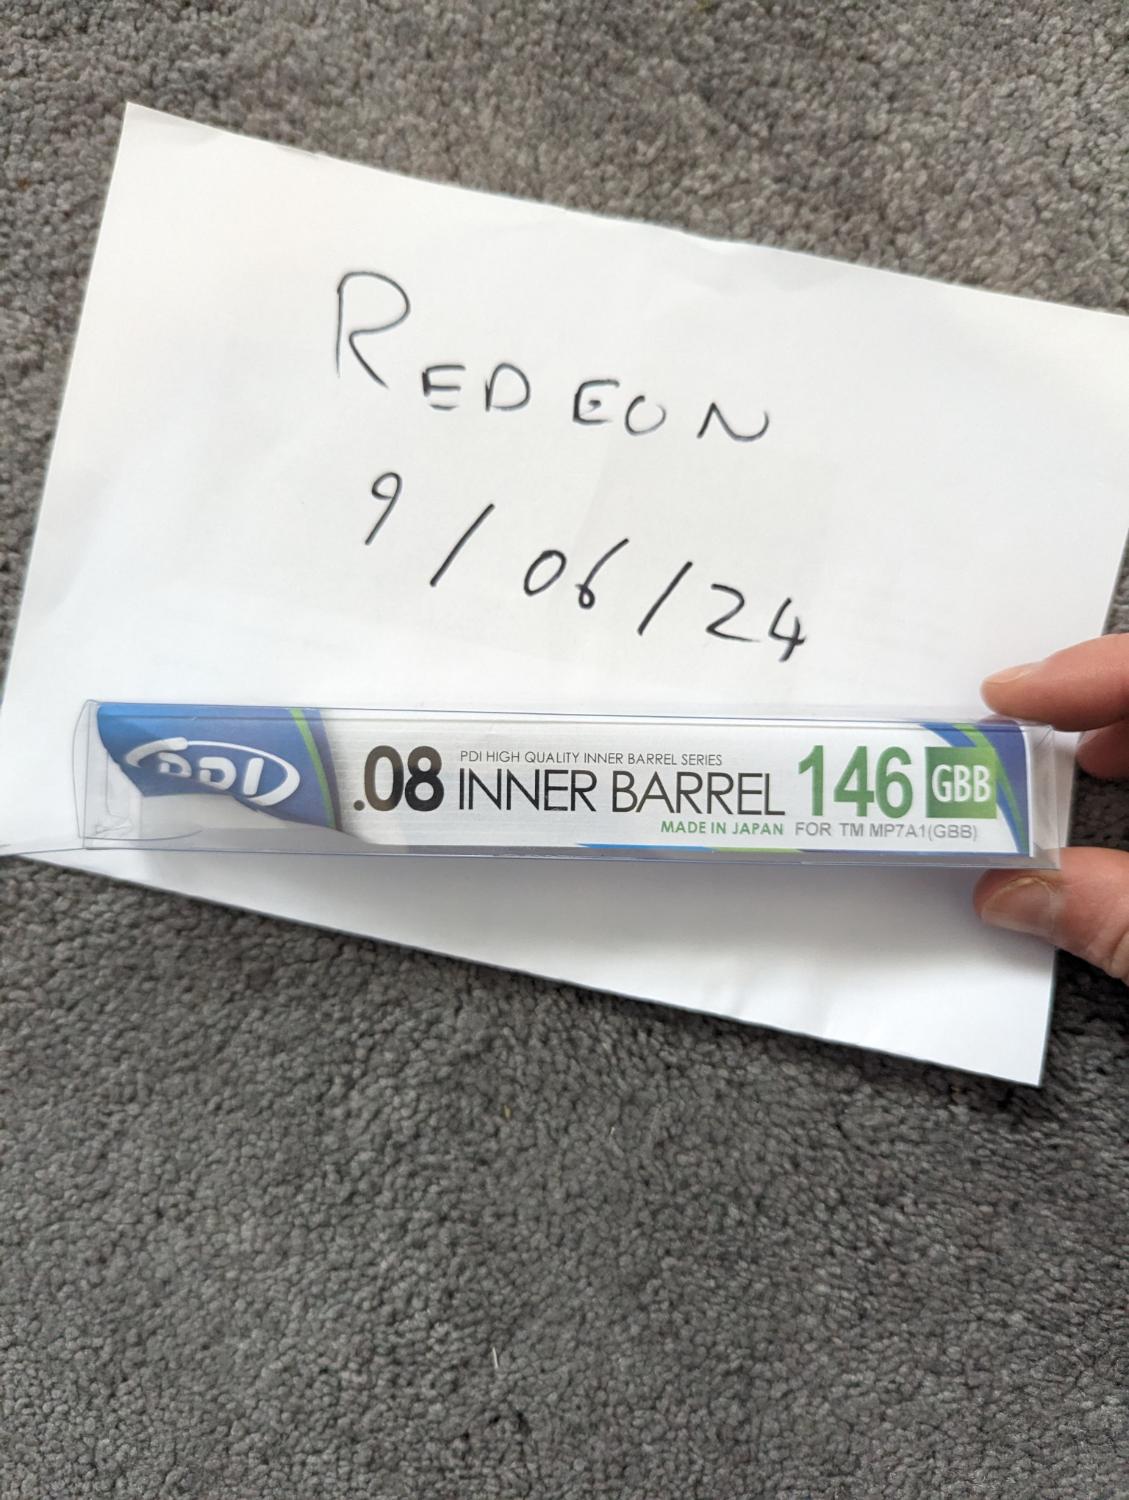 REDEON
9/06/24
PDI
.08
PDI HIGH QUALITY INNER BARREL SERIES
INNER BARREL
146
GBB
MADE IN JAPAN
FOR TM MP7A1(GBB)